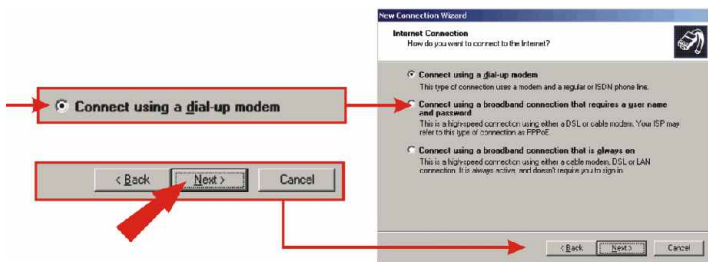 Connect using a dial-up modem
< Back Next > Cancel
New Connection Wizard
Internet Connection
How do you want to connect to the Internet?
Connect using a dial-up modem
This type of connection uses a modem and a regular or ISDN phone line.
Connect using a broadband connection that requires a user name
and password
This is a high-speed connection using either a DSL or cable modem. Your ISP may
refer to this type of connection as PPPoE.
Connect using a broadband connection that is always on
This is a high-speed connection using either a cable modem, DSL or LAN
connection. It is always active, and doesn't require you to sign in.
< Back Next > Cancel